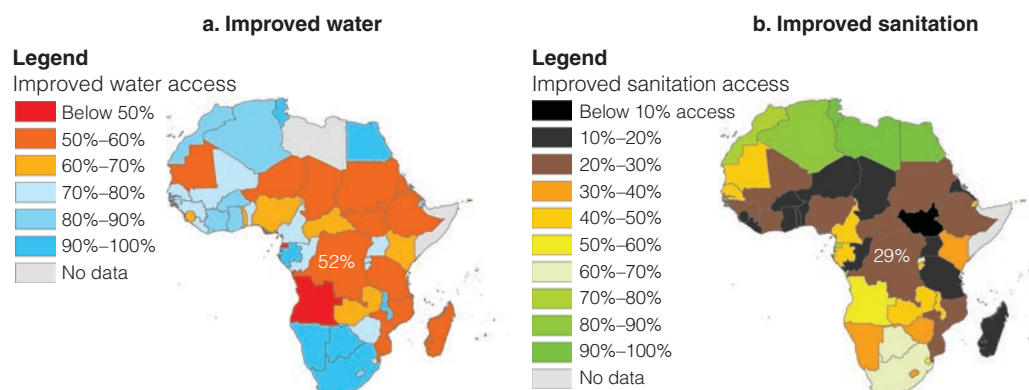 a. Improved water
Legend
Improved water access
Below 50%
50%–60%
60%–70%
70%–80%
80%–90%
90%–100%
No data
52%
b. Improved sanitation
Legend
Improved sanitation access
Below 10% access
10%–20%
20%–30%
30%–40%
40%–50%
50%–60%
60%–70%
70%–80%
80%–90%
90%–100%
No data
29%